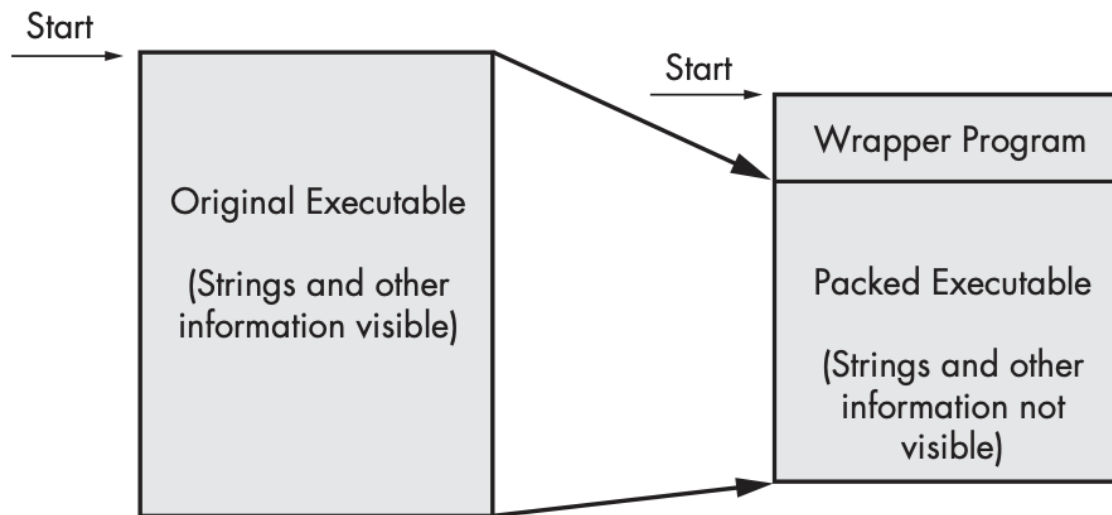 Start
Original Executable
(Strings and other
information visible)
Start
Wrapper Program
Packed Executable
(Strings and other
information not
visible)